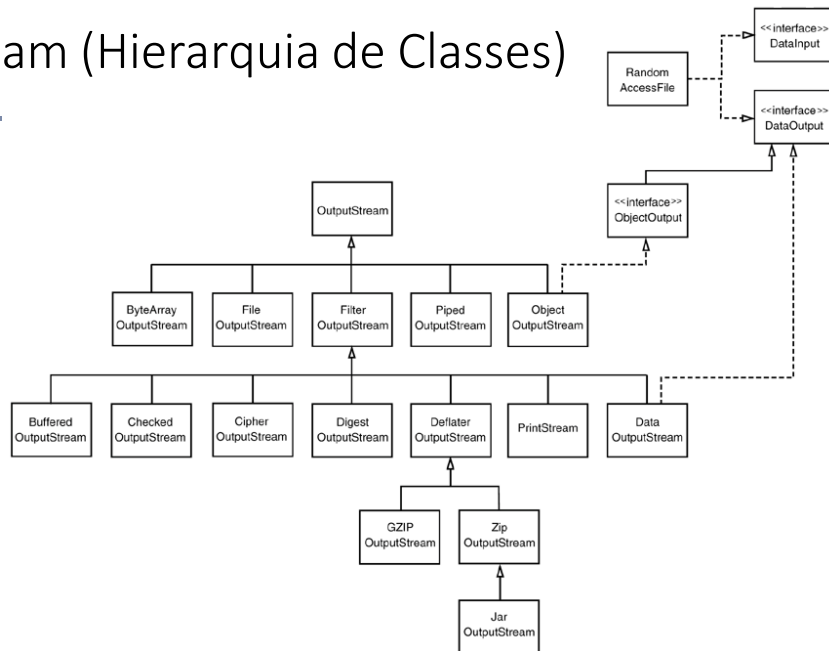 am (Hierarquia de Classes)
<<interface>>
DataInput
Random
AccessFile
<<interface>>
DataOutput
OutputStream
<<interface>>
ObjectOutput
ByteArray
OutputStream
File
OutputStream
Filter
OutputStream
Piped
OutputStream
Object
OutputStream
Buffered
OutputStream
Checked
OutputStream
Cipher
OutputStream
Digest
OutputStream
Deflater
OutputStream
PrintStream
Data
OutputStream
GZIP
OutputStream
Zip
OutputStream
Jar
OutputStream